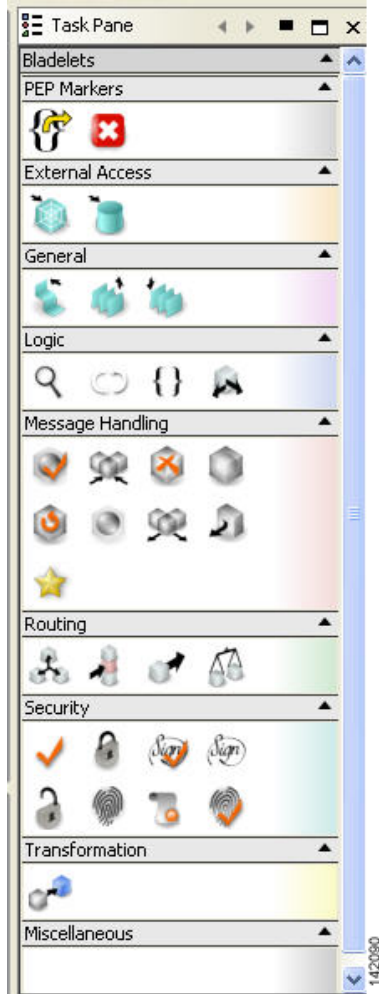 Task Pane
Bladelets
PEP Markers
External Access
General
Logic
Message Handling
Routing
Security
Sign
Sign
Transformation
Miscellaneous
142090